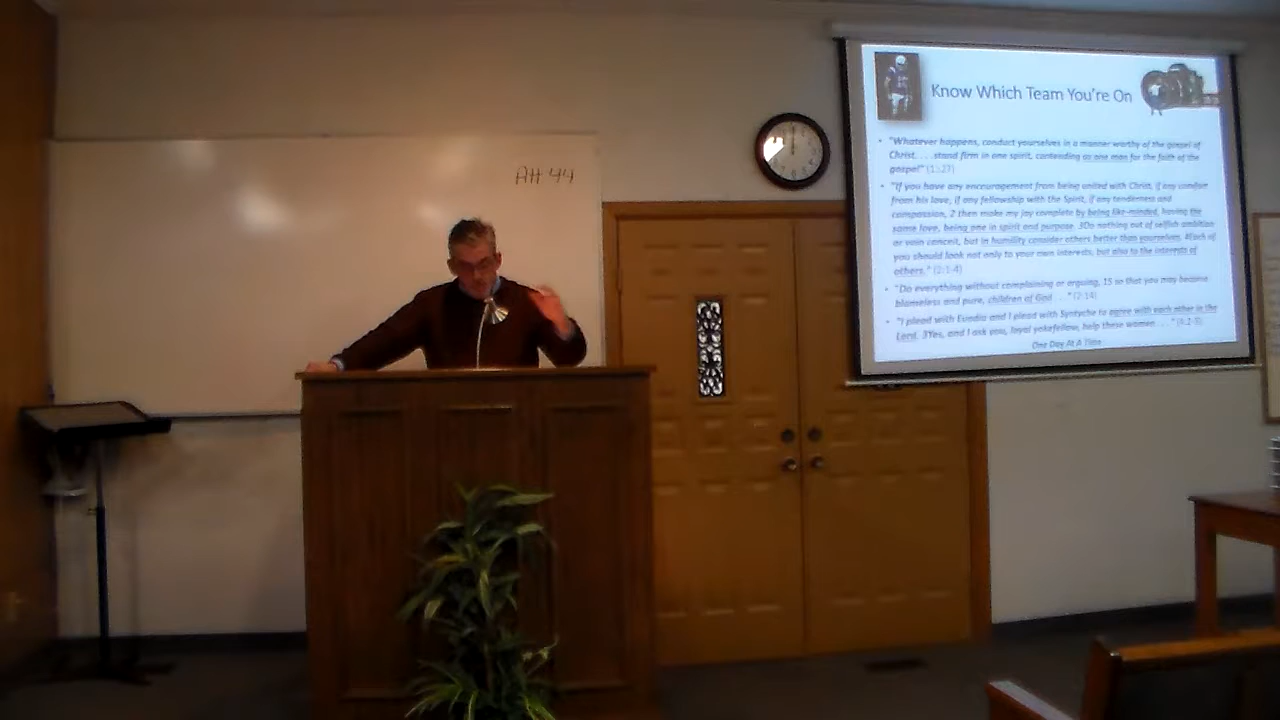 AH 44
Know Which Team You're On
• "Whatever happens, conduct yourselves in a manner worthy of the gospel of
Christ. . . .stand firm in one spirit, contending as one man for the faith of the
gospel" (1:27)
• "If you have any encouragement from being united with Christ, if any comfort
from his love, if any fellowship with the Spirit, if any tenderness and
compassion, 2 then make my joy complete by being like-minded, having the
same love, being one in spirit and purpose. 3Do nothing out of selfish ambition
or vain conceit, but in humility consider others better than yourselves. 4Each of
you should look not only to your own interests, but also to the interests of
others." (2:1-4)
• "Do everything without complaining or arguing, 15 so that you may become
blameless and pure, children of God . . ." (2:14)
• "I plead with Euodia and I plead with Syntyche to agree with each other in the
Lord. 3Yes, and I ask you, loyal yokefellow, help these women . . . " (4:2-3)
One Day At A Time